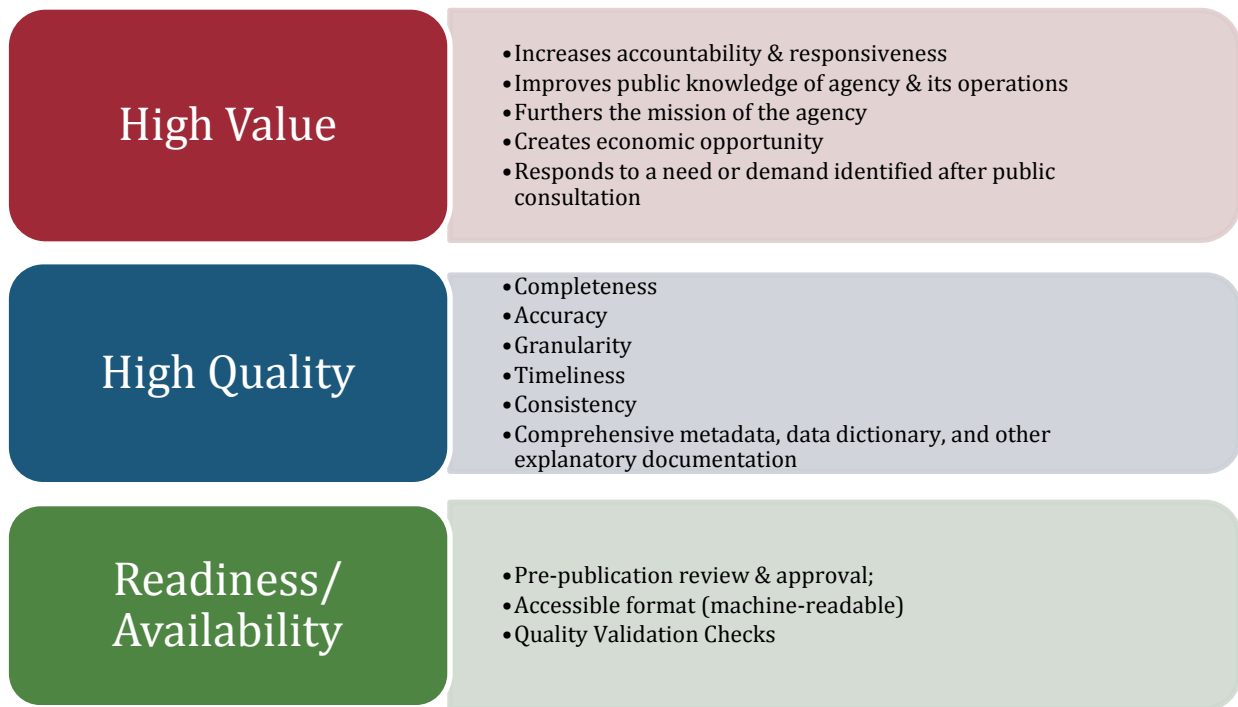 High Value
•Increases accountability & responsiveness
•Improves public knowledge of agency & its operations
•Furthers the mission of the agency
•Creates economic opportunity
•Responds to a need or demand identified after public
consultation
High Quality
•Completeness
•Accuracy
•Granularity
•Timeliness
•Consistency
•Comprehensive metadata, data dictionary, and other
explanatory documentation
Readiness/
Availability
•Pre-publication review & approval;
•Accessible format (machine-readable)
•Quality Validation Checks